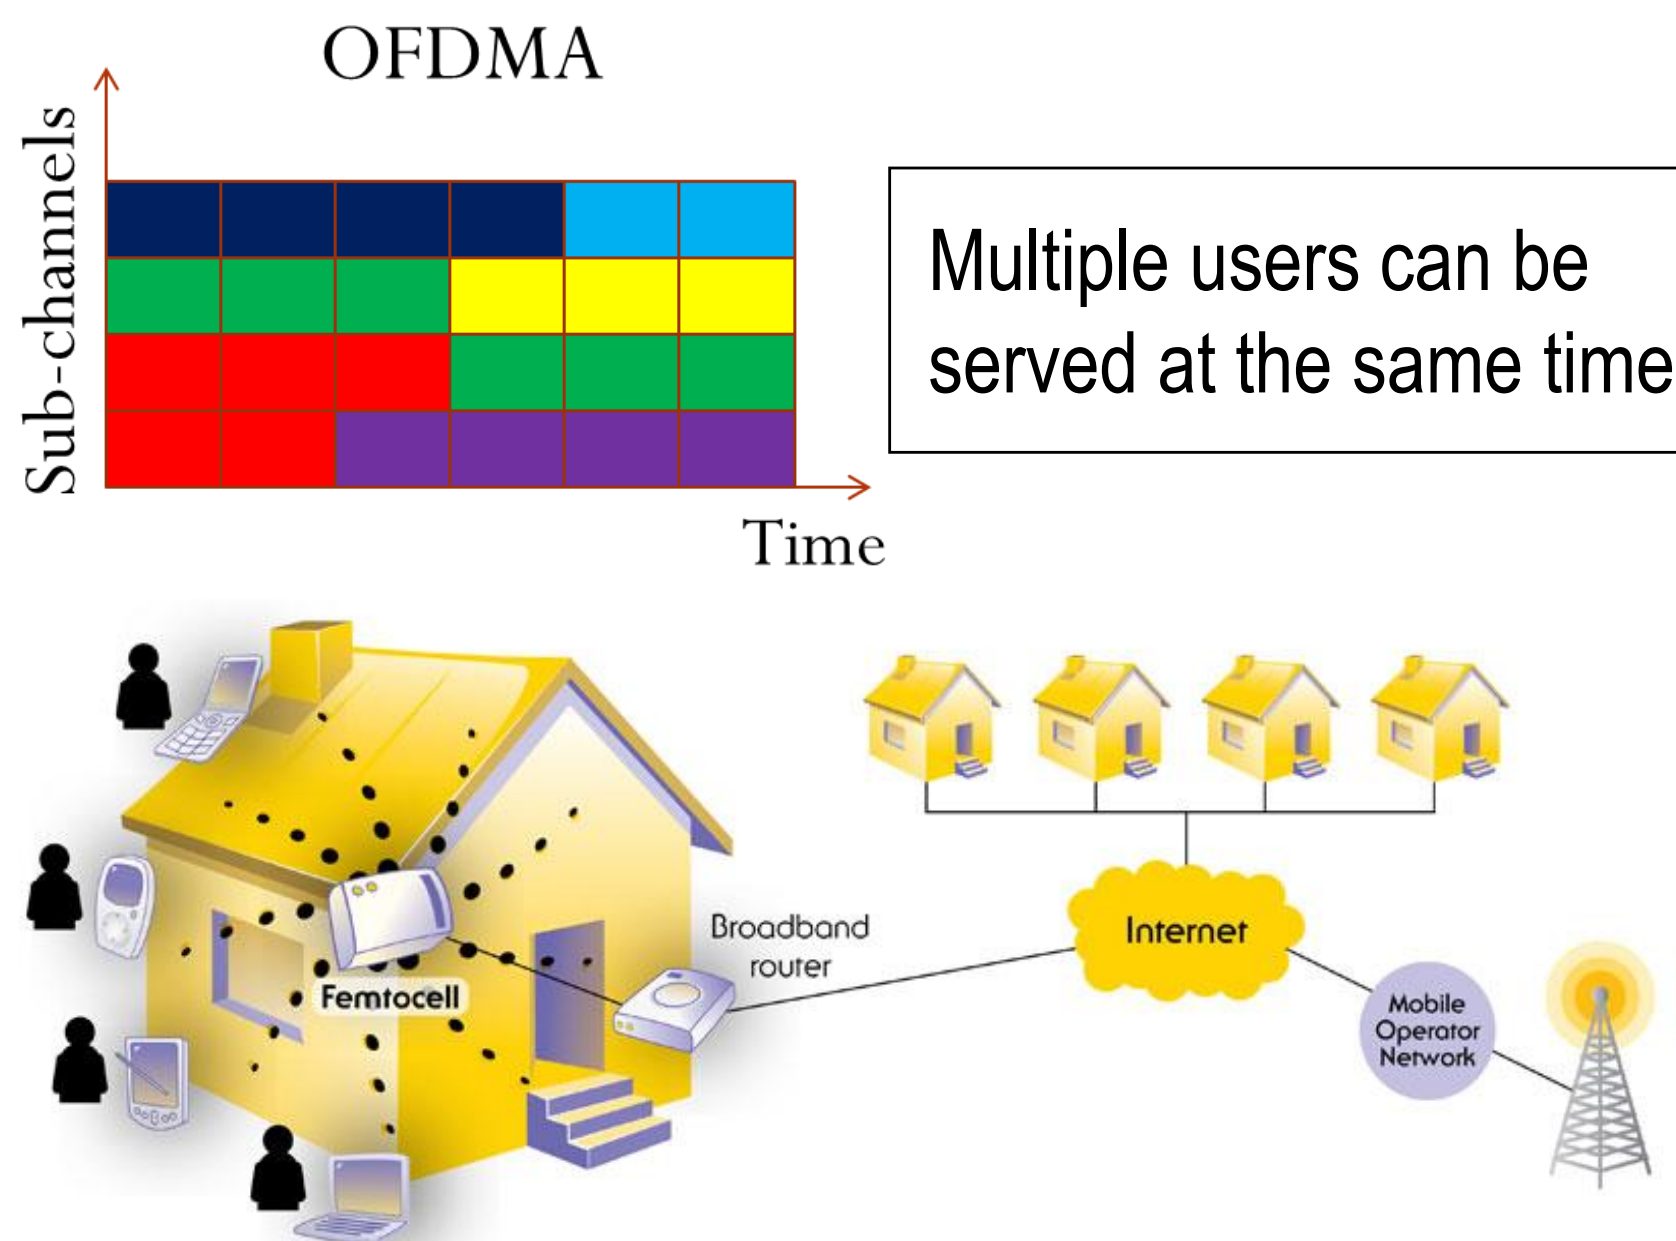 OFDMA
Sub-channels
Time
Multiple users can be
served at the same time
Femtocell
Broadband
router
Internet
Mobile
Operator
Network